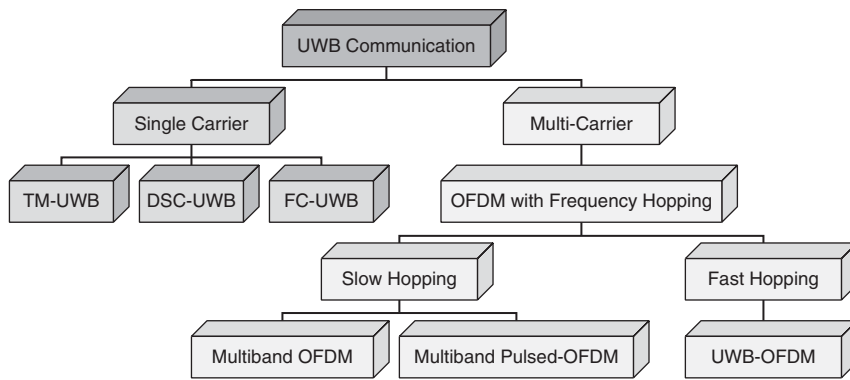 UWB Communication
Single Carrier
Multi-Carrier
TM-UWB
DSC-UWB
FC-UWB
OFDM with Frequency Hopping
Slow Hopping
Fast Hopping
Multiband OFDM
Multiband Pulsed-OFDM
UWB-OFDM